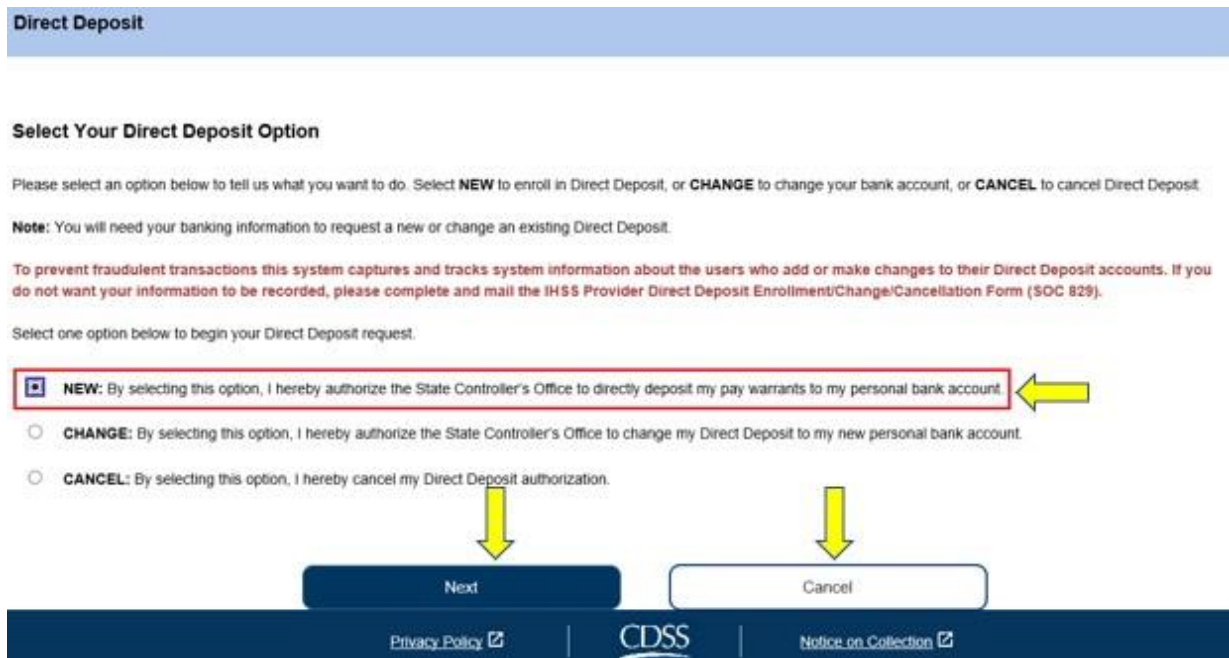 Direct Deposit
Select Your Direct Deposit Option
Please select an option below to tell us what you want to do. Select NEW to enroll in Direct Deposit, or CHANGE to change your bank account, or CANCEL to cancel Direct Deposit
Note: You will need your banking information to request a new or change an existing Direct Deposit.
To prevent fraudulent transactions this system captures and tracks system information about the users who add or make changes to their Direct Deposit accounts. If you
do not want your information to be recorded, please complete and mail the IHSS Provider Direct Deposit Enrollment/Change/Cancellation Form (SOC 829).
Select one option below to begin your Direct Deposit request.
NEW: By selecting this option, I hereby authorize the State Controller's Office to directly deposit my pay warrants to my personal bank account.
CHANGE: By selecting this option, I hereby authorize the State Controller's Office to change my Direct Deposit to my new personal bank account.
CANCEL: By selecting this option, I hereby cancel my Direct Deposit authorization.
Next Cancel
Privacy Policy CDSS Notice on Collection